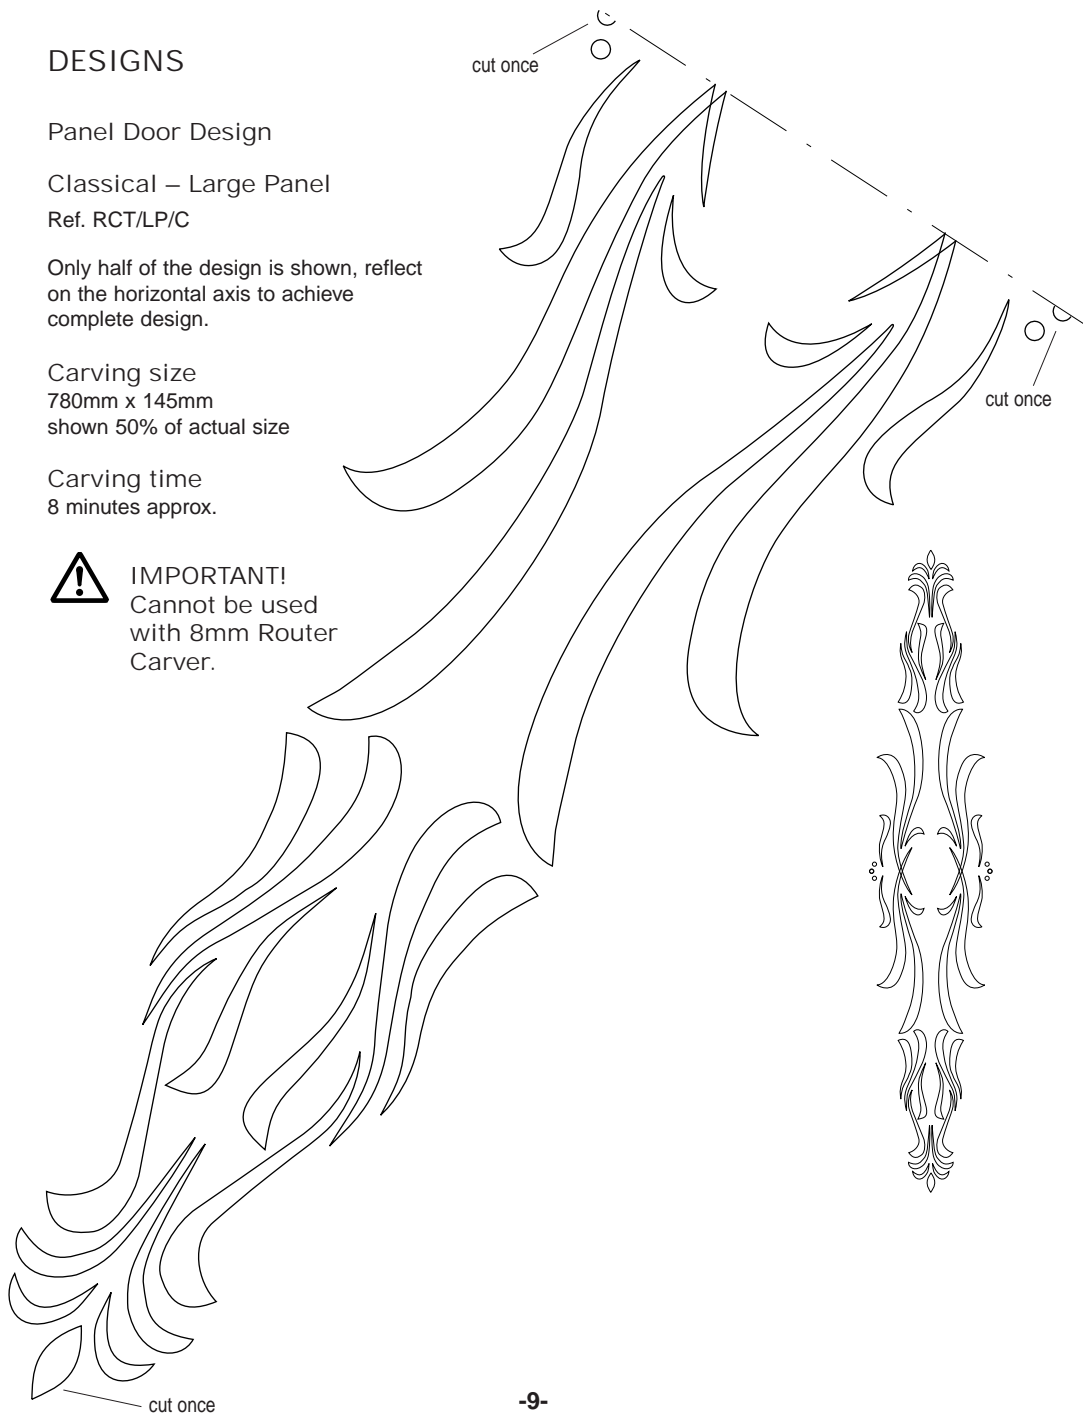 DESIGNS
cut once
Panel Door Design
Classical – Large Panel
Ref. RCT/LP/C
Only half of the design is shown, reflect
on the horizontal axis to achieve
complete design.
Carving size
780mm x 145mm
shown 50% of actual size
cut once
Carving time
8 minutes approx.
IMPORTANT!
Cannot be used
with 8mm Router
Carver.
cut once
-9-